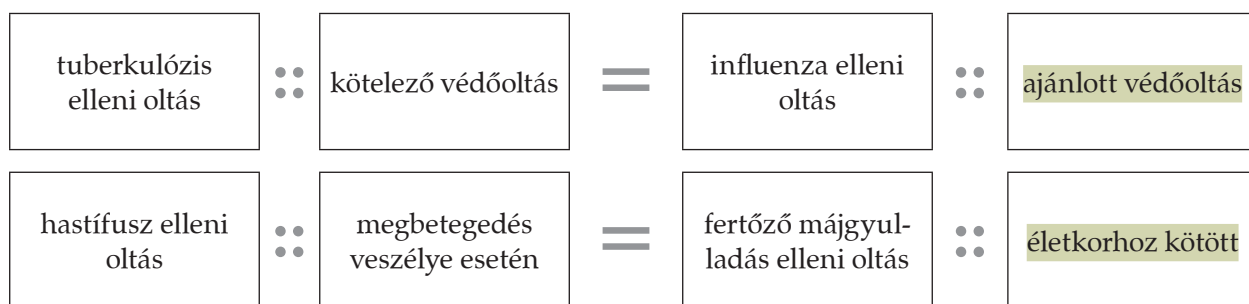 tuberkulózis
elleni oltás
kötelező védőoltás
=
influenza elleni
oltás
ajánlott védőoltás
hastífusz elleni
oltás
megbetegedés
veszélye esetén
=
fertőző májgyul-
ladás elleni oltás
életkorhoz kötött